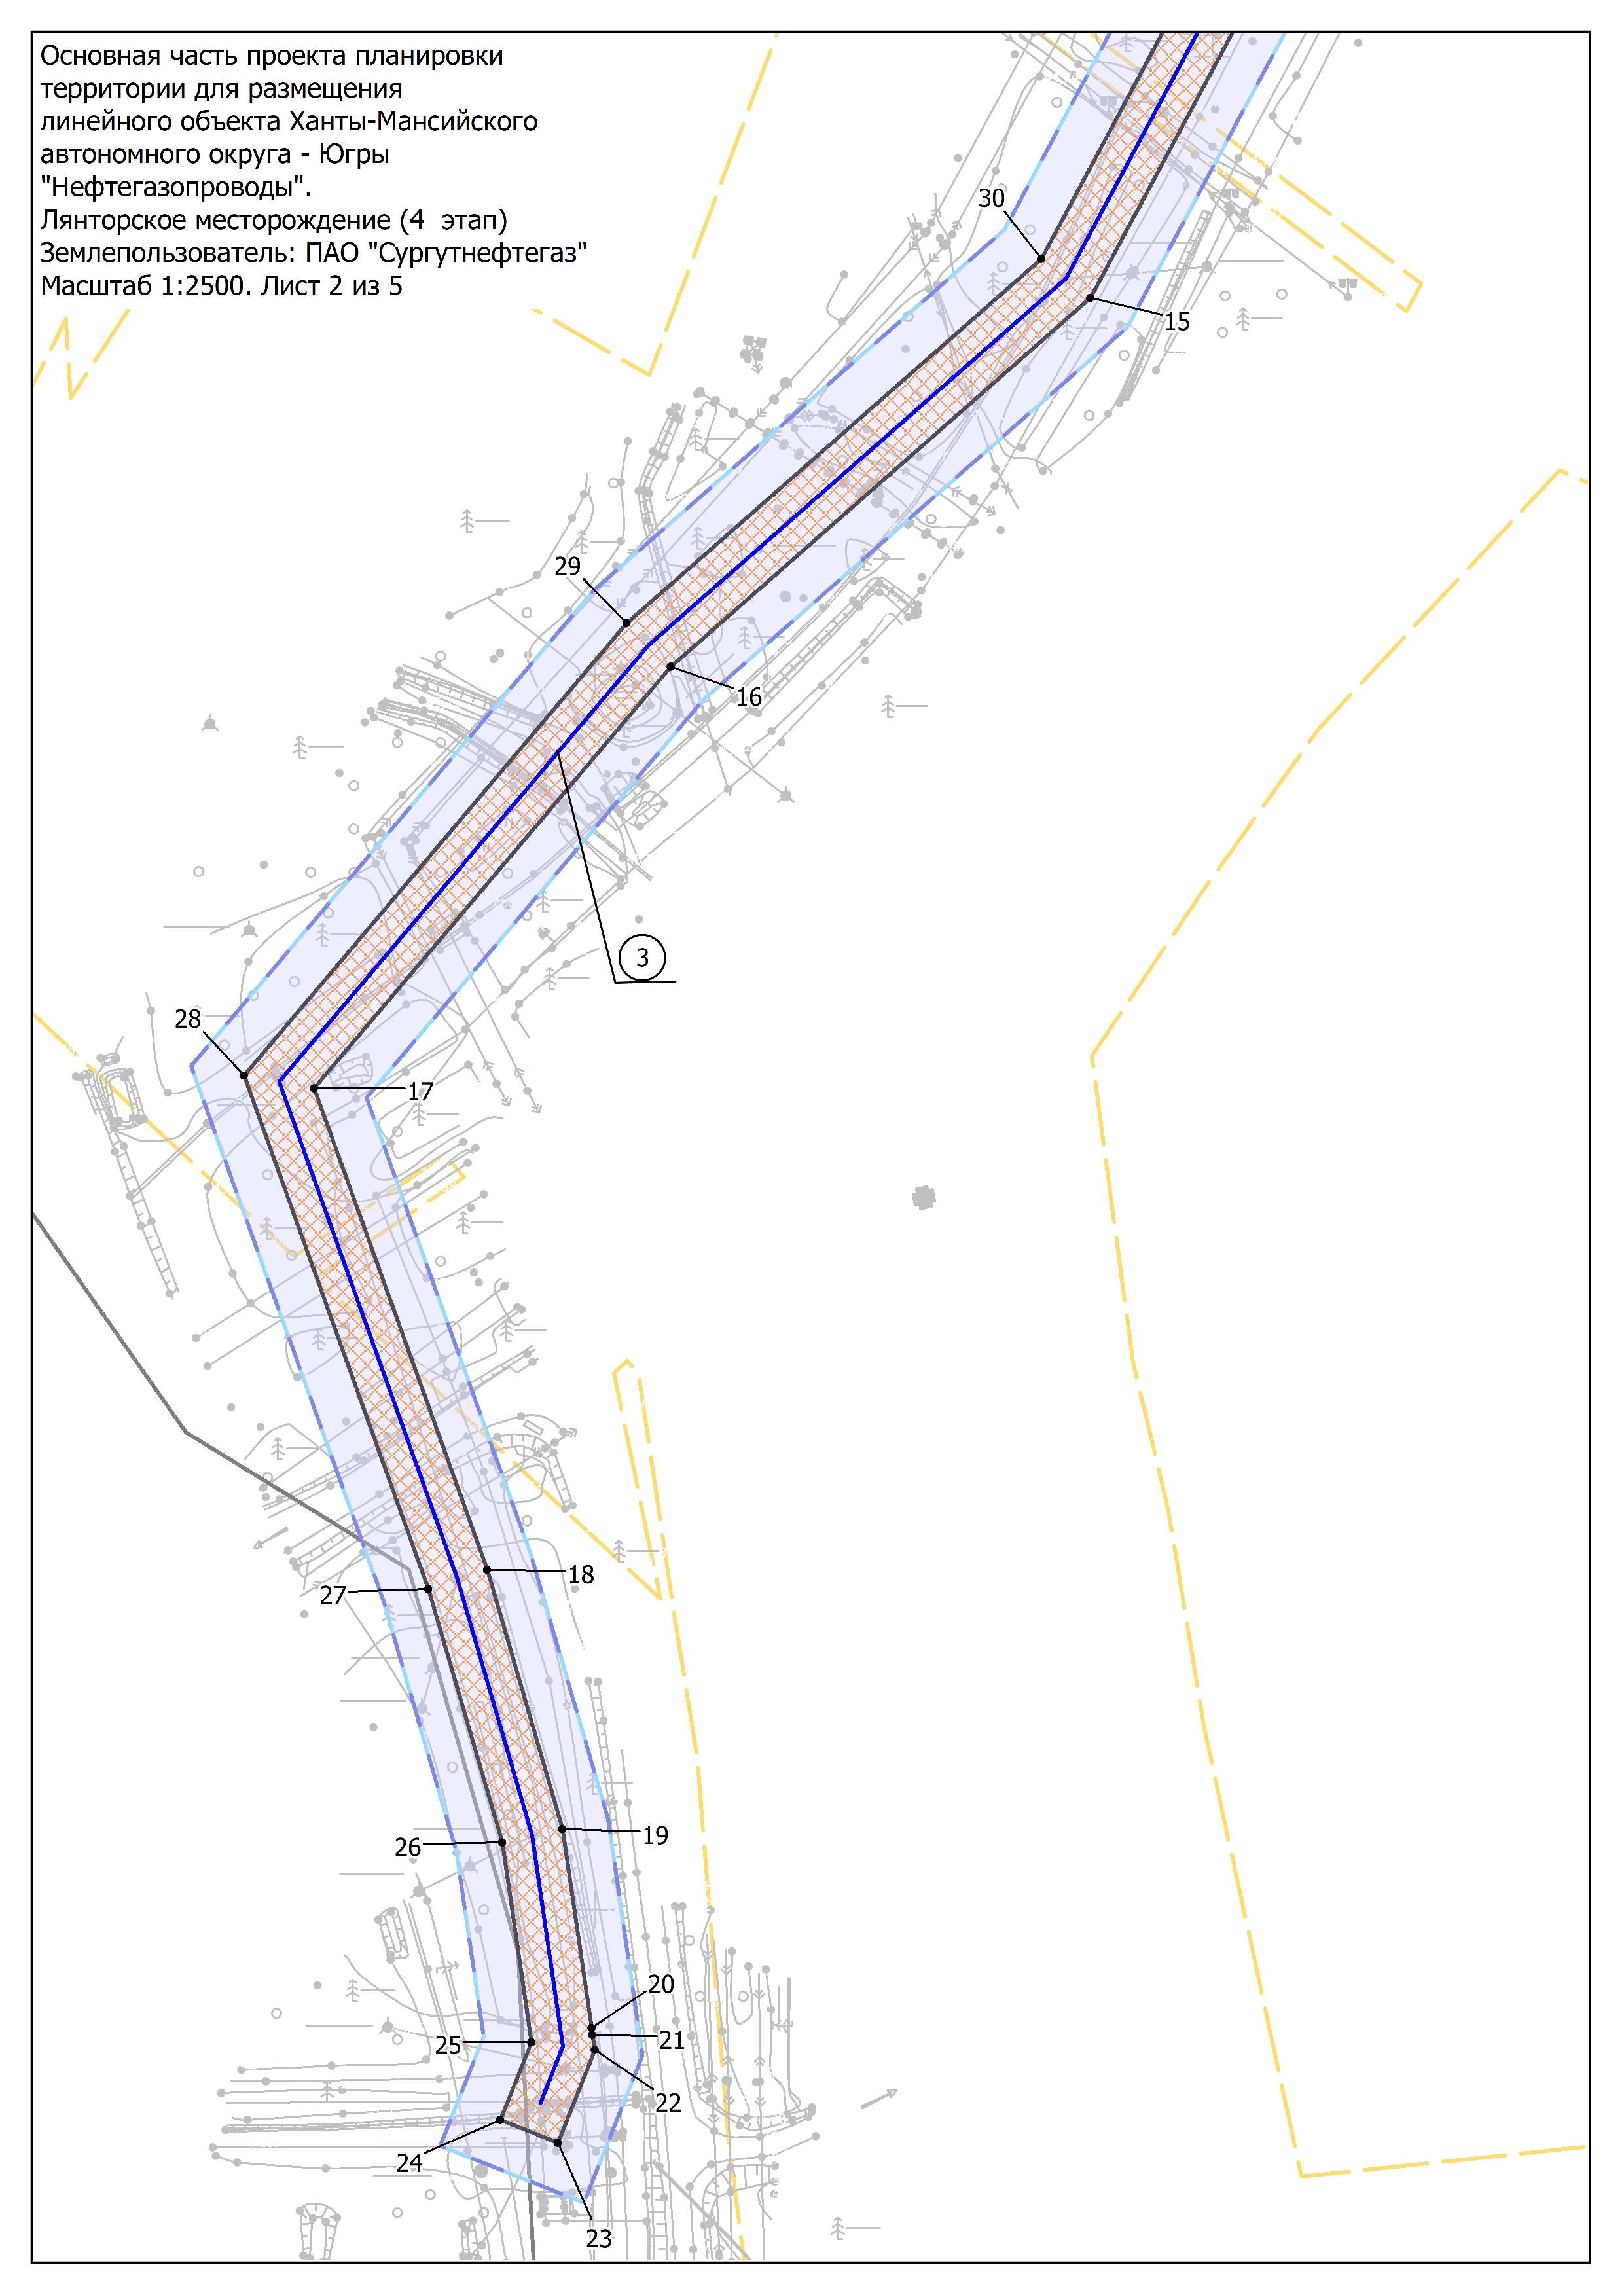 Основная часть проекта планировки
территории для размещения
линейного объекта Ханты-Мансийского
автономного округа - Югры
"Нефтегазопроводы".
Лянторское месторождение (4 этап)
Землепользователь: ПАО "Сургутнефтегаз"
Масштаб 1:2500. Лист 2 из 5
30
15
29
16
3
28
17
18
27
19
26
20
21
25
22
24
23